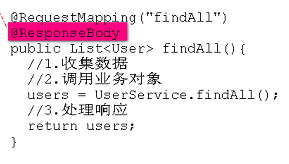 @RequestMapping("findAll")
@ResponseBody
public List<User> findAll(){
//1.收集数据
//2.调用业务对象
users = UserService.findAll();
//3.处理响应
return users;
}